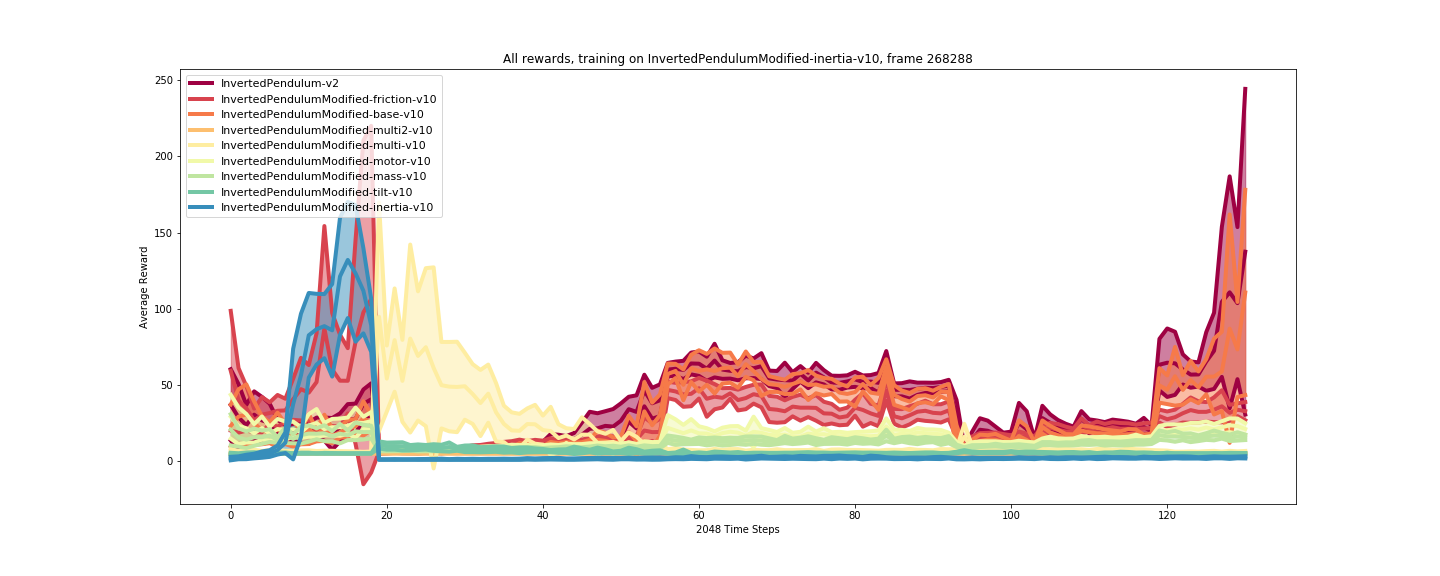 All rewards, training on InvertedPendulumModified-inertia-v10, frame 268288
250
InvertedPendulum-v2
InvertedPendulumModified-friction-v10
InvertedPendulumModified-base-v10
InvertedPendulumModified-multi2-v10
InvertedPendulumModified-multi-v10
InvertedPendulumModified-motor-v10
InvertedPendulumModified-mass-v10
InvertedPendulumModified-tilt-v10
InvertedPendulumModified-inertia-v10
200
150
100
50
0
Average Reward
0 20 40 60 80 100 120
2048 Time Steps